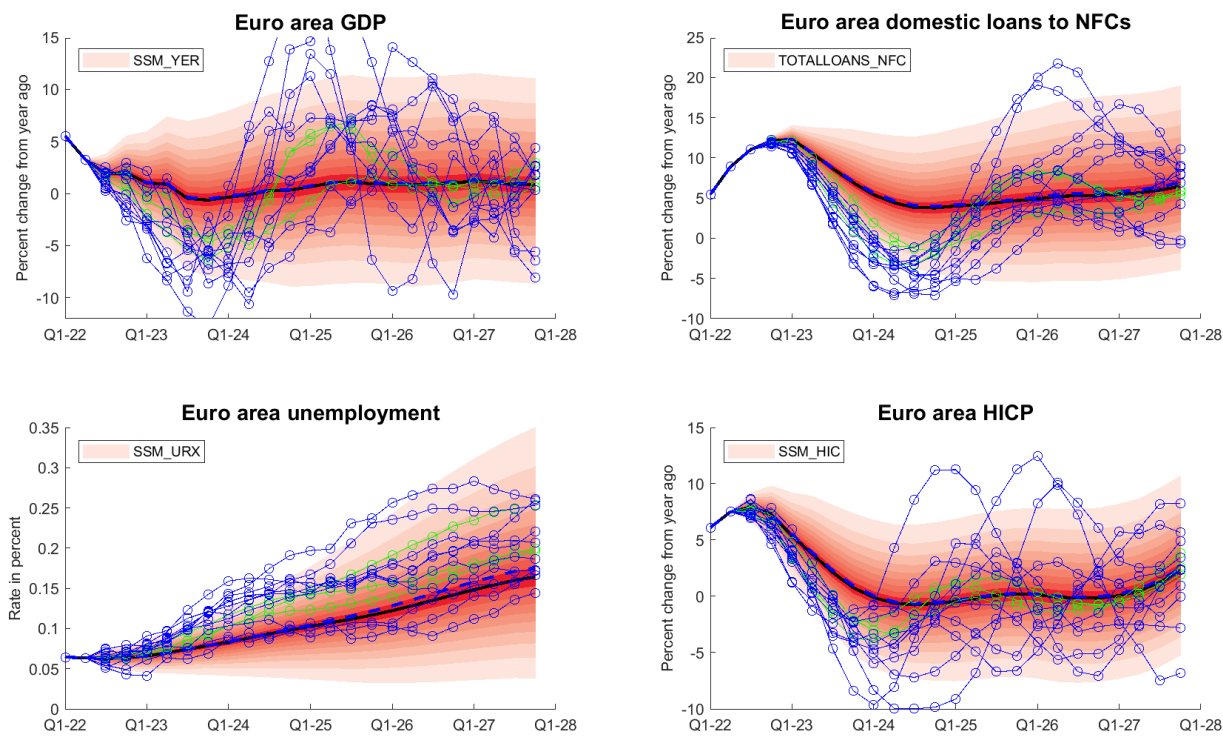 Euro area GDP
Percent change from year ago
15
10
5
0
-5
-10
SSM_YER
Q1-22 Q1-23 Q1-24 Q1-25 Q1-26 Q1-27 Q1-28
Euro area domestic loans to NFCs
Percent change from year ago
25
20
15
10
5
0
-5
-10
TOTALLOANS_NFC
Q1-22 Q1-23 Q1-24 Q1-25 Q1-26 Q1-27 Q1-28
Euro area unemployment
Rate in percent
0.35
0.3
0.25
0.2
0.15
0.1
0.05
0
SSM_URX
Q1-22 Q1-23 Q1-24 Q1-25 Q1-26 Q1-27 Q1-28
Euro area HICP
Percent change from year ago
15
10
5
0
-5
-10
SSM_HIC
Q1-22 Q1-23 Q1-24 Q1-25 Q1-26 Q1-27 Q1-28